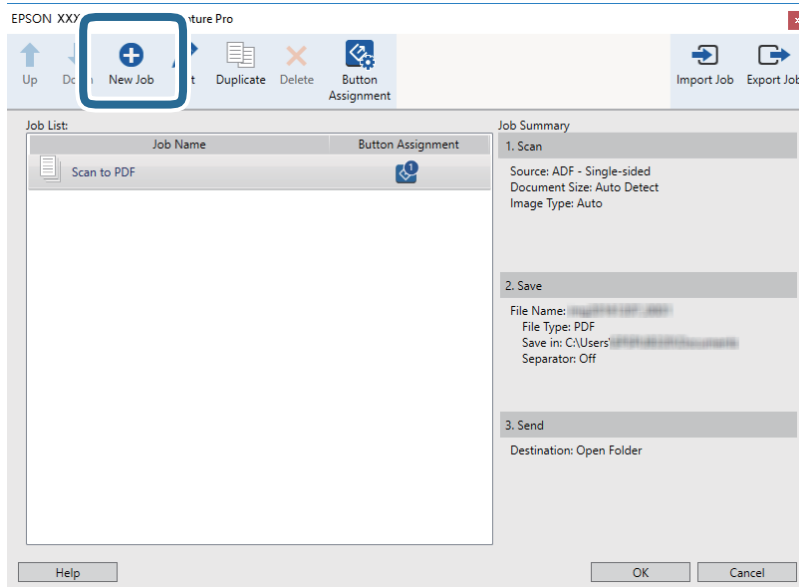 EPSON XXX ture Pro
Up
New Job
Duplicate
Delete
Button
Assignment
Import Job
Export Job
Job List:
Job Name
Button Assignment
Scan to PDF
1
Job Summary
1. Scan
Source: ADF - Single-sided
Document Size: Auto Detect
Image Type: Auto
2. Save
File Name:
File Type: PDF
Save in: C:\Users\
Separator: Off
3. Send
Destination: Open Folder
Help
OK
Cancel